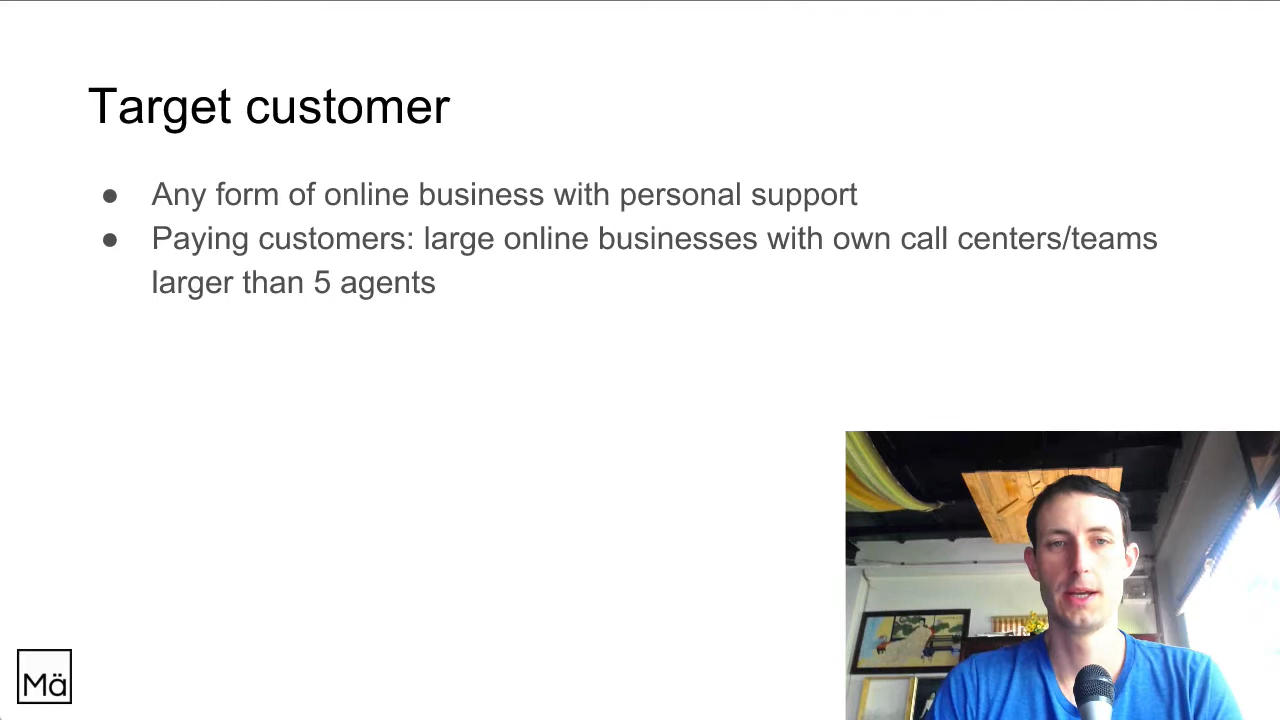 Target customer
● Any form of online business with personal support
● Paying customers: large online businesses with own call centers/teams
larger than 5 agents
Mä